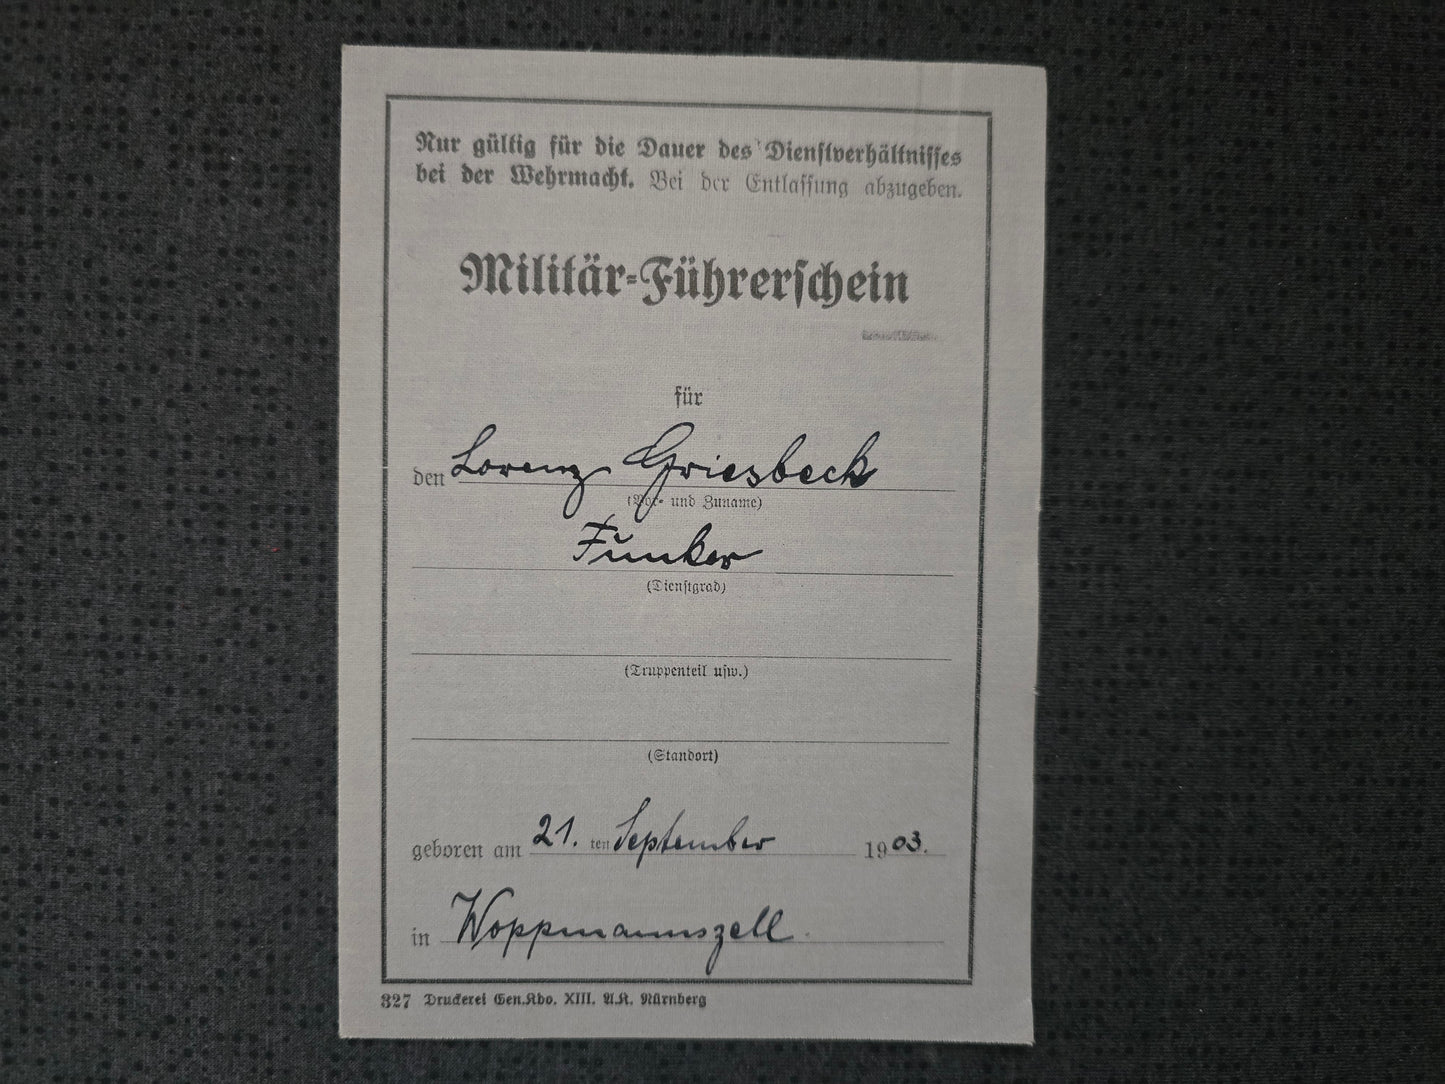 Nur gültig für die Dauer des Dienstverhältnisses
bei der Wehrmacht. Bei der Entlassung abzugeben.
Militär-Führerschein
für
den Lorenz Griesbeck
(Vor- und Zuname)
Funker
(Dienstgrad)
(Truppenteil usw.)
(Standort)
geboren am 21. ten September 1903.
in Woppmannszell
327 Druckerei Gen.Kdo. XIII. A.K. Nürnberg